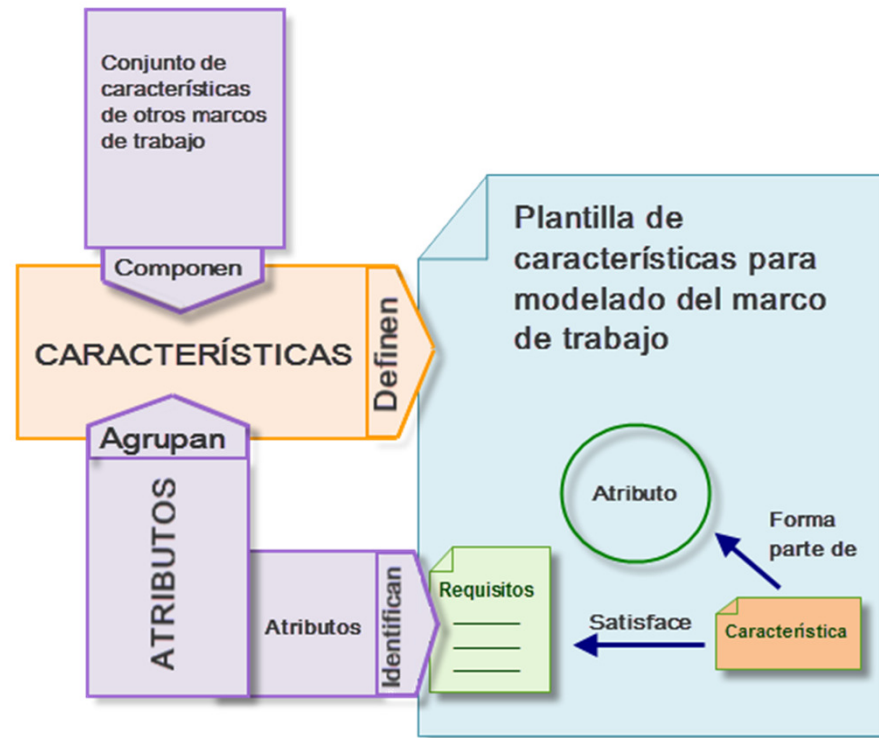 Conjunto de
características
de otros marcos
de trabajo
Componen
CARACTERÍSTICAS
Definen
Agrupan
ATRIBUTOS
Atributos
Identifican
Plantilla de
características para
modelado del marco
de trabajo
Atributo
Forma
parte de
Requisitos
Satisface
Característica